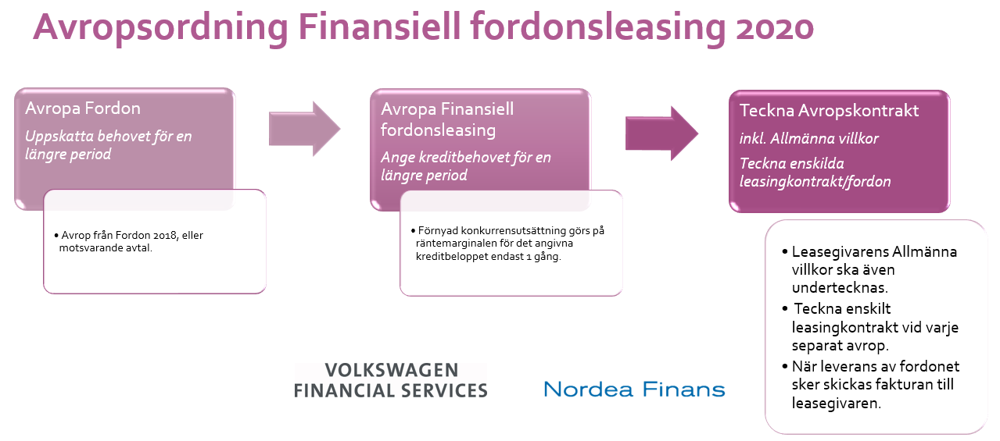 Avropsordning Finansiell fordonsleasing 2020
Avropa Fordon
Uppskatta behovet för en
längre period
• Avrop från Fordon 2018, eller
motsvarande avtal.
Avropa Finansiell
fordonsleasing
Ange kreditbehovet för en
längre period
• Förnyad konkurrensutsättning görs på
räntemarginalen för det angivna
kreditbeloppet endast 1 gång.
Teckna Avropskontrakt
inkl. Allmänna villkor
Teckna enskilda
leasingkontrakt/fordon
• Leasegivarens Allmänna
villkor ska även
undertecknas.
• Teckna enskilt
leasingkontrakt vid varje
separat avrop.
• När leverans av fordonet
sker skickas fakturan till
leasegivaren.
VOLKSWAGEN
FINANCIAL SERVICES
Nordea Finans